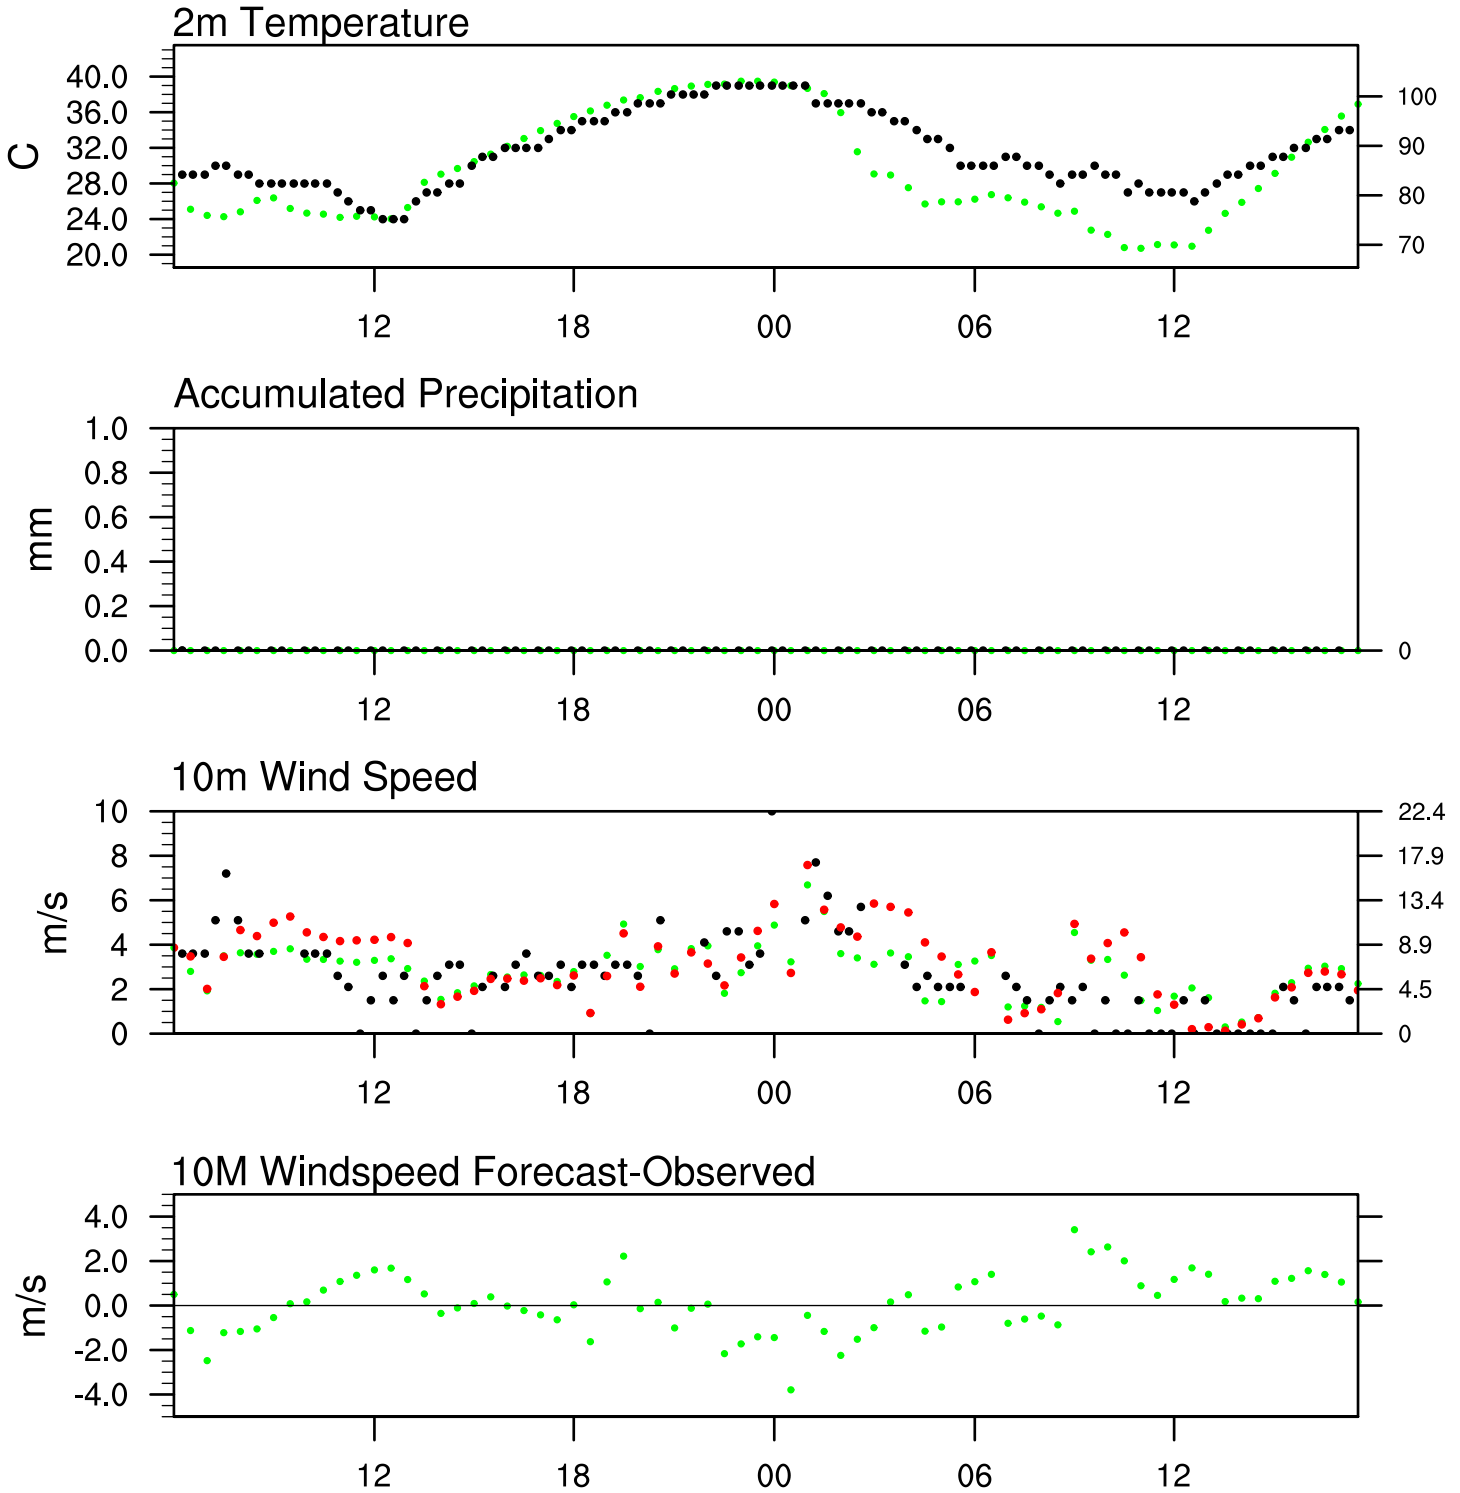 2m Temperature
C
40.0
36.0
32.0
28.0
24.0
20.0
100
90
80
70
12 18 00 06 12
Accumulated Precipitation
mm
1.0
0.8
0.6
0.4
0.2
0.0
0
12 18 00 06 12
10m Wind Speed
m/s
10
8
6
4
2
0
22.4
17.9
13.4
8.9
4.5
0
12 18 00 06 12
10M Windspeed Forecast-Observed
m/s
4.0
2.0
0.0
-2.0
-4.0
12 18 00 06 12